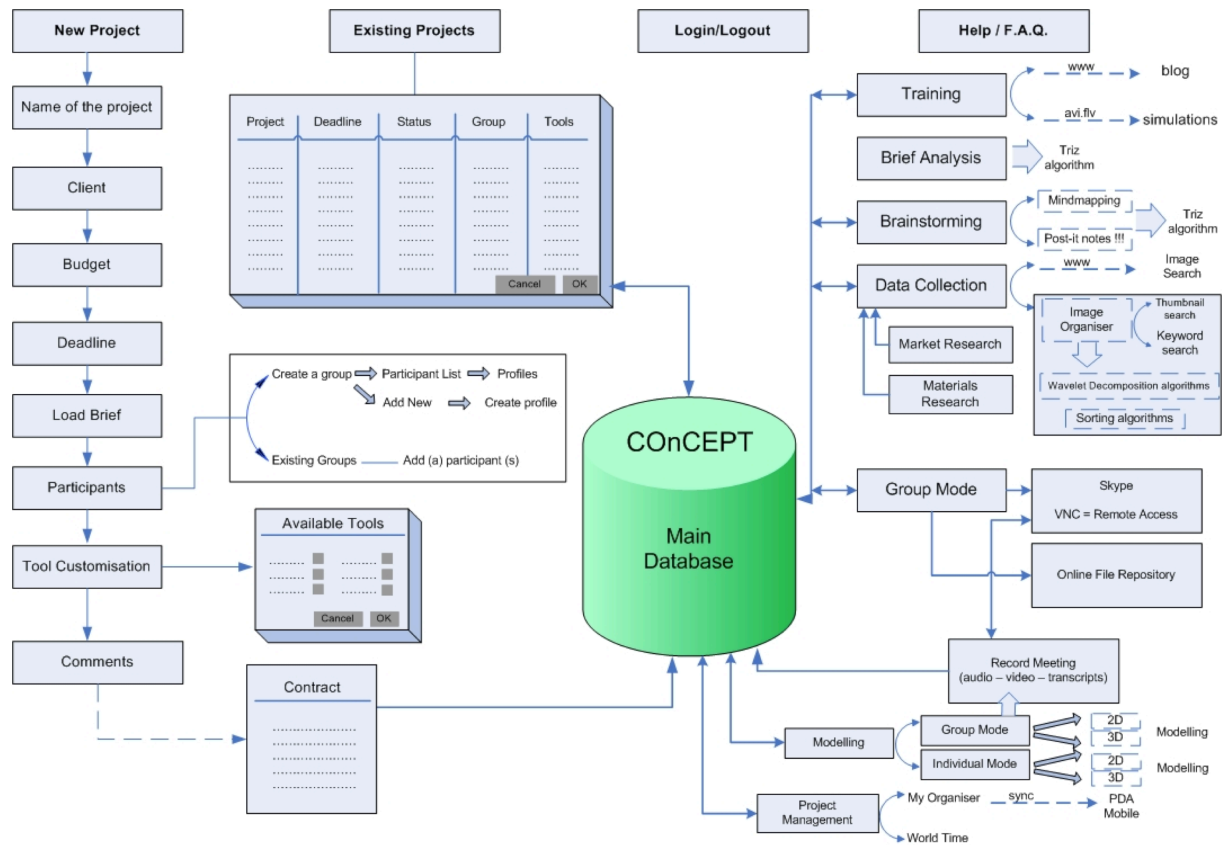 New Project
Existing Projects
Login/Logout
Help / F.A.Q.
Name of the project
Client
Budget
Deadline
Load Brief
Participants
Tool Customisation
Comments
Project Deadline Status Group Tools
Cancel OK
Create a group Participant List Profiles
Add New Create profile
Existing Groups Add (a) participant (s)
Available Tools
Cancel OK
Contract
COnCEPT
Main
Database
Training
www
blog
avi.flv
simulations
Brief Analysis
Triz
algorithm
Brainstorming
Mindmapping
Post-it notes !!!
Triz
algorithm
Data Collection
www
Image
Search
Image
Organiser
Thumbnail
search
Keyword
search
Wavelet Decomposition algorithms
Sorting algorithms
Market Research
Materials
Research
Group Mode
Skype
VNC = Remote Access
Online File Repository
Record Meeting
(audio – video – transcripts)
Modelling
Group Mode
2D
3D
Modelling
Individual Mode
2D
3D
Modelling
Project
Management
My Organiser
sync
PDA
Mobile
World Time